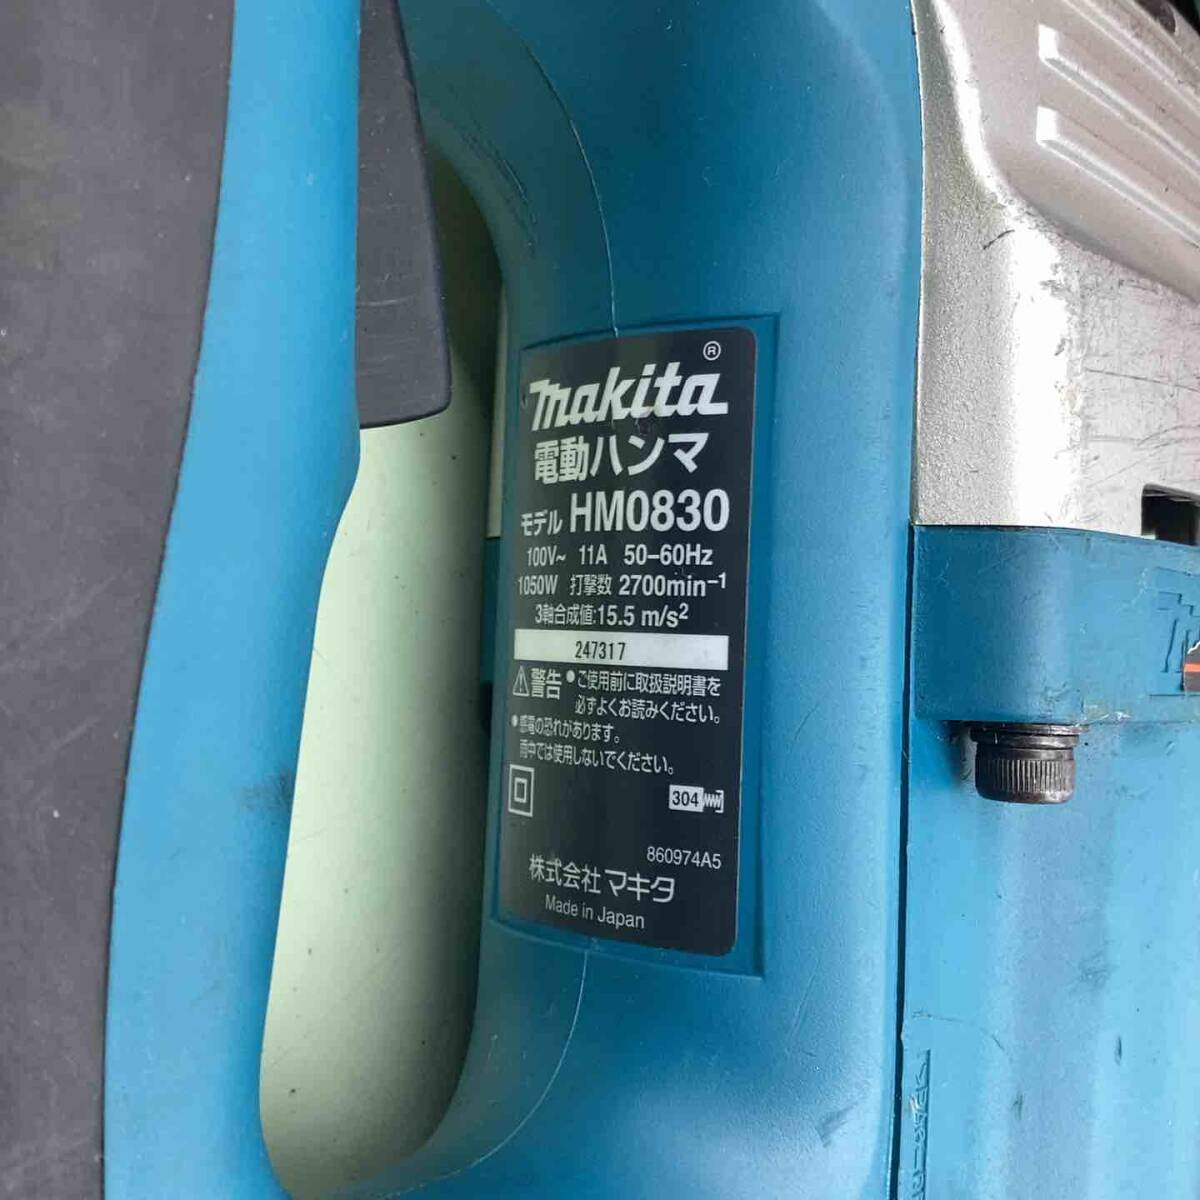 makita®
電動ハンマ
モデル HM0830
100V~ 11A 50-60Hz
1050W 打撃数 2700min-1
3軸合成値:15.5 m/s2
247317
⚠警告 ●ご使用前に取扱説明書を
必ずよくお読みください。
●感電の恐れがあります。
雨中では使用しないでください。
304
860974A5
株式会社 マキタ
Made in Japan